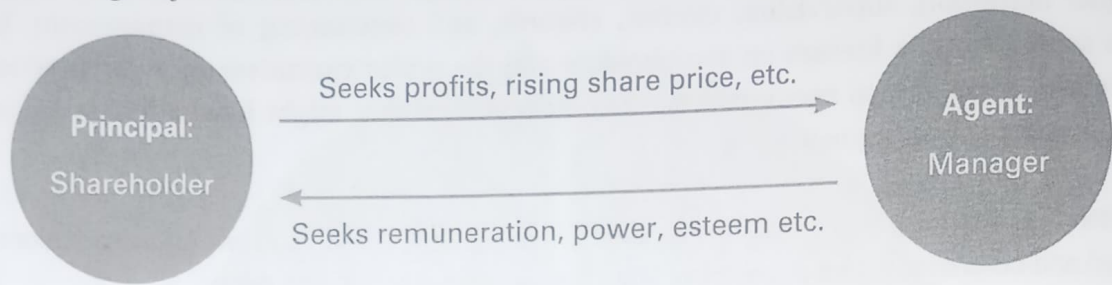 Seeks profits, rising share price, etc.
Principal:
Shareholder
Agent:
Manager
Seeks remuneration, power, esteem etc.